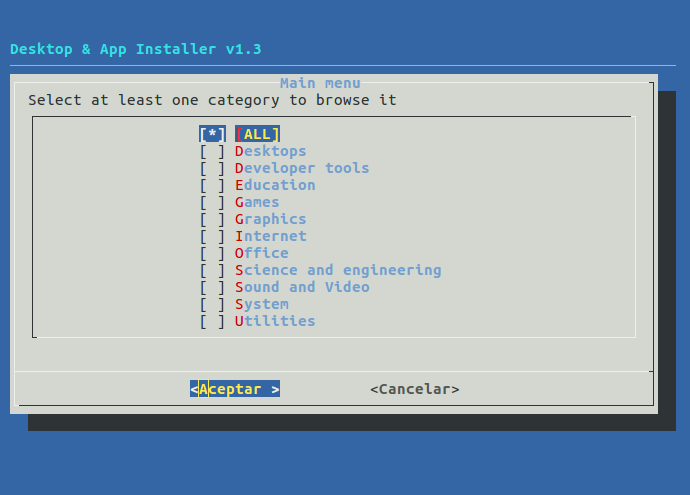 Desktop & App Installer v1.3
Main menu
Select at least one category to browse it
[*] [ALL]
[ ] Desktops
[ ] Developer tools
[ ] Education
[ ] Games
[ ] Graphics
[ ] Internet
[ ] Office
[ ] Science and engineering
[ ] Sound and Video
[ ] System
[ ] Utilities
<Aceptar > <Cancelar>